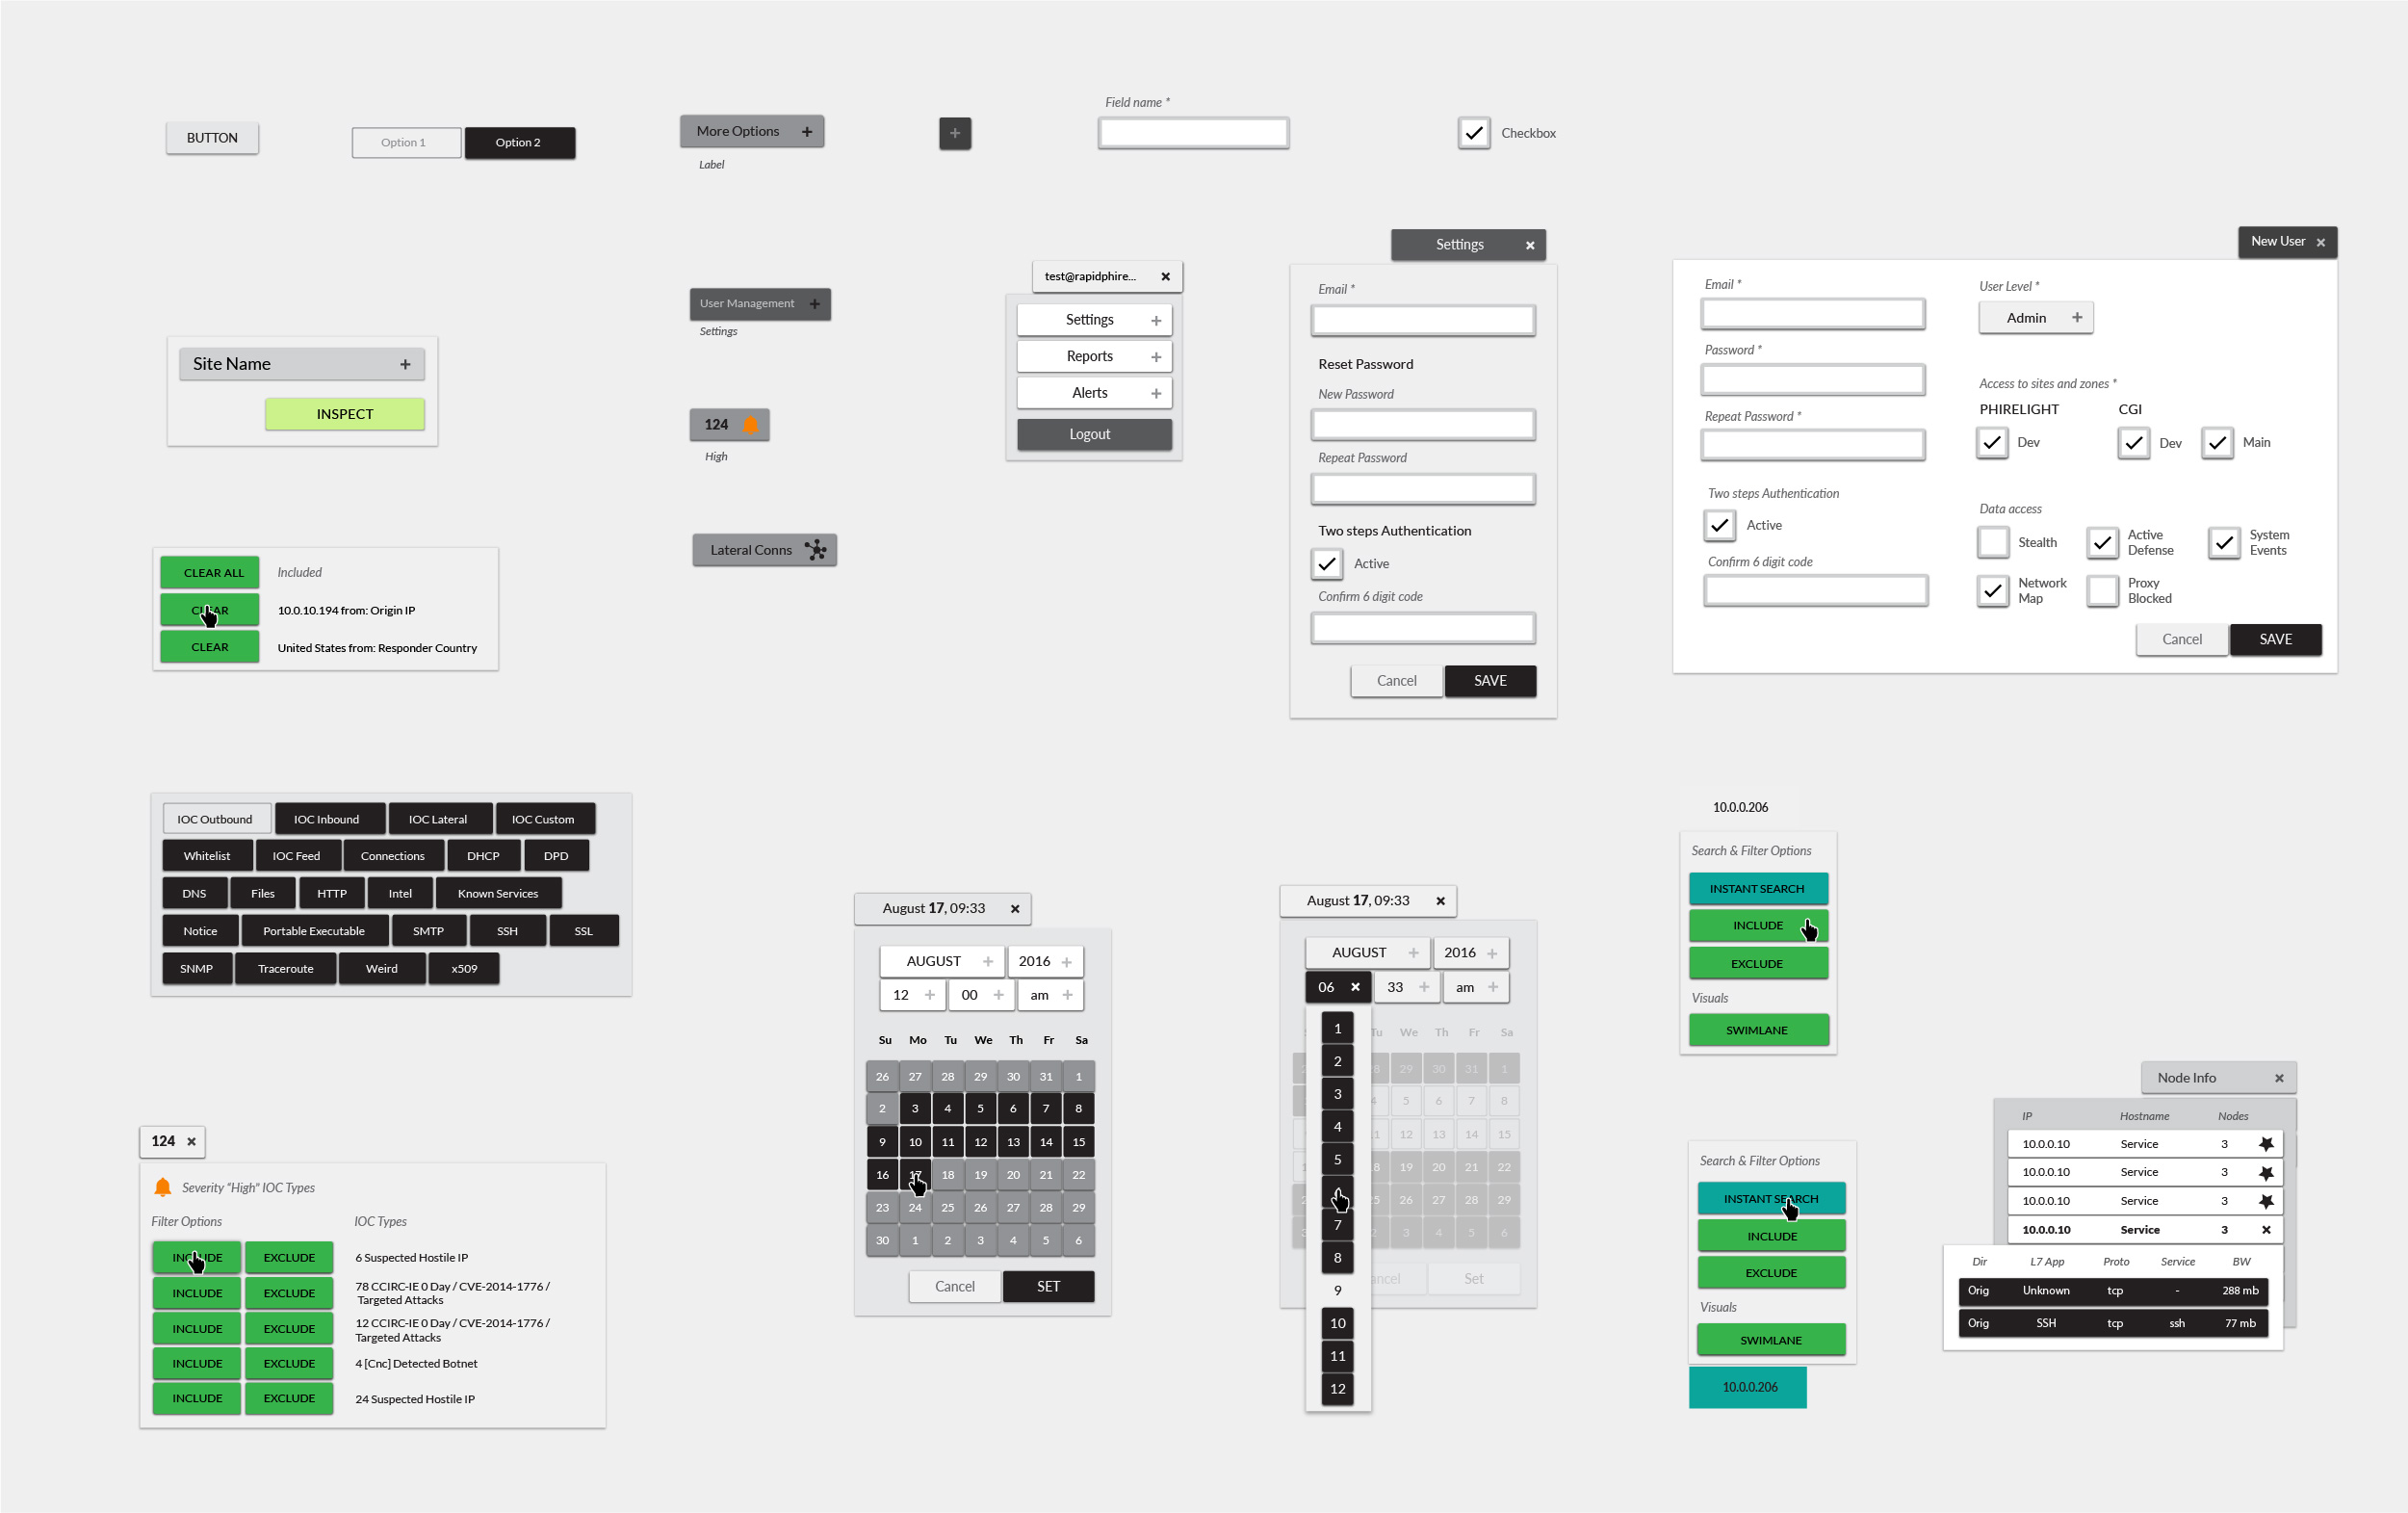 BUTTON
Option 1 Option 2
More Options +
Label
+
Field name *
Checkbox
Site Name +
INSPECT
User Management +
Settings
124
High
Lateral Conns
test@rapidphire... ×
Settings +
Reports +
Alerts +
Logout
Settings ×
Email *
Reset Password
New Password
Repeat Password
Two steps Authentication
Active
Confirm 6 digit code
Cancel SAVE
New User ×
Email *
Password *
Repeat Password *
Two steps Authentication
Active
Confirm 6 digit code
User Level *
Admin +
Access to sites and zones *
PHIRELIGHT CGI
Dev Dev Main
Data access
Stealth Active Defense System Events
Network Map Proxy Blocked
Cancel SAVE
CLEAR ALL Included
CLEAR 10.0.10.194 from: Origin IP
CLEAR United States from: Responder Country
IOC Outbound IOC Inbound IOC Lateral IOC Custom
Whitelist IOC Feed Connections DHCP DPD
DNS Files HTTP Intel Known Services
Notice Portable Executable SMTP SSH SSL
SNMP Traceroute Weird x509
124 ×
Severity "High" IOC Types
Filter Options IOC Types
INCLUDE EXCLUDE 6 Suspected Hostile IP
INCLUDE EXCLUDE 78 CCIRC-IE 0 Day / CVE-2014-1776 /
Targeted Attacks
INCLUDE EXCLUDE 12 CCIRC-IE 0 Day / CVE-2014-1776 /
Targeted Attacks
INCLUDE EXCLUDE 4 [Cnc] Detected Botnet
INCLUDE EXCLUDE 24 Suspected Hostile IP
August 17, 09:33 ×
AUGUST + 2016 +
12 + 00 + am +
Su Mo Tu We Th Fr Sa
26 27 28 29 30 31 1
2 3 4 5 6 7 8
9 10 11 12 13 14 15
16 17 18 19 20 21 22
23 24 25 26 27 28 29
30 1 2 3 4 5 6
Cancel SET
August 17, 09:33 ×
AUGUST + 2016 +
06 × 33 + am +
We Th Fr Sa
1 29 30 31 1
2 5 6 7 8
3 12 13 14 15
4 19 20 21 22
5 26 27 28 29
7 3 4 5 6
8 Set
9
10
11
12
10.0.0.206
Search & Filter Options
INSTANT SEARCH
INCLUDE
EXCLUDE
Visuals
SWIMLANE
Search & Filter Options
INSTANT SEARCH
INCLUDE
EXCLUDE
Visuals
SWIMLANE
10.0.0.206
Node Info ×
IP Hostname Nodes
10.0.0.10 Service 3
10.0.0.10 Service 3
10.0.0.10 Service 3
10.0.0.10 Service 3 ×
Dir L7 App Proto Service BW
Orig Unknown tcp - 288 mb
Orig SSH tcp ssh 77 mb